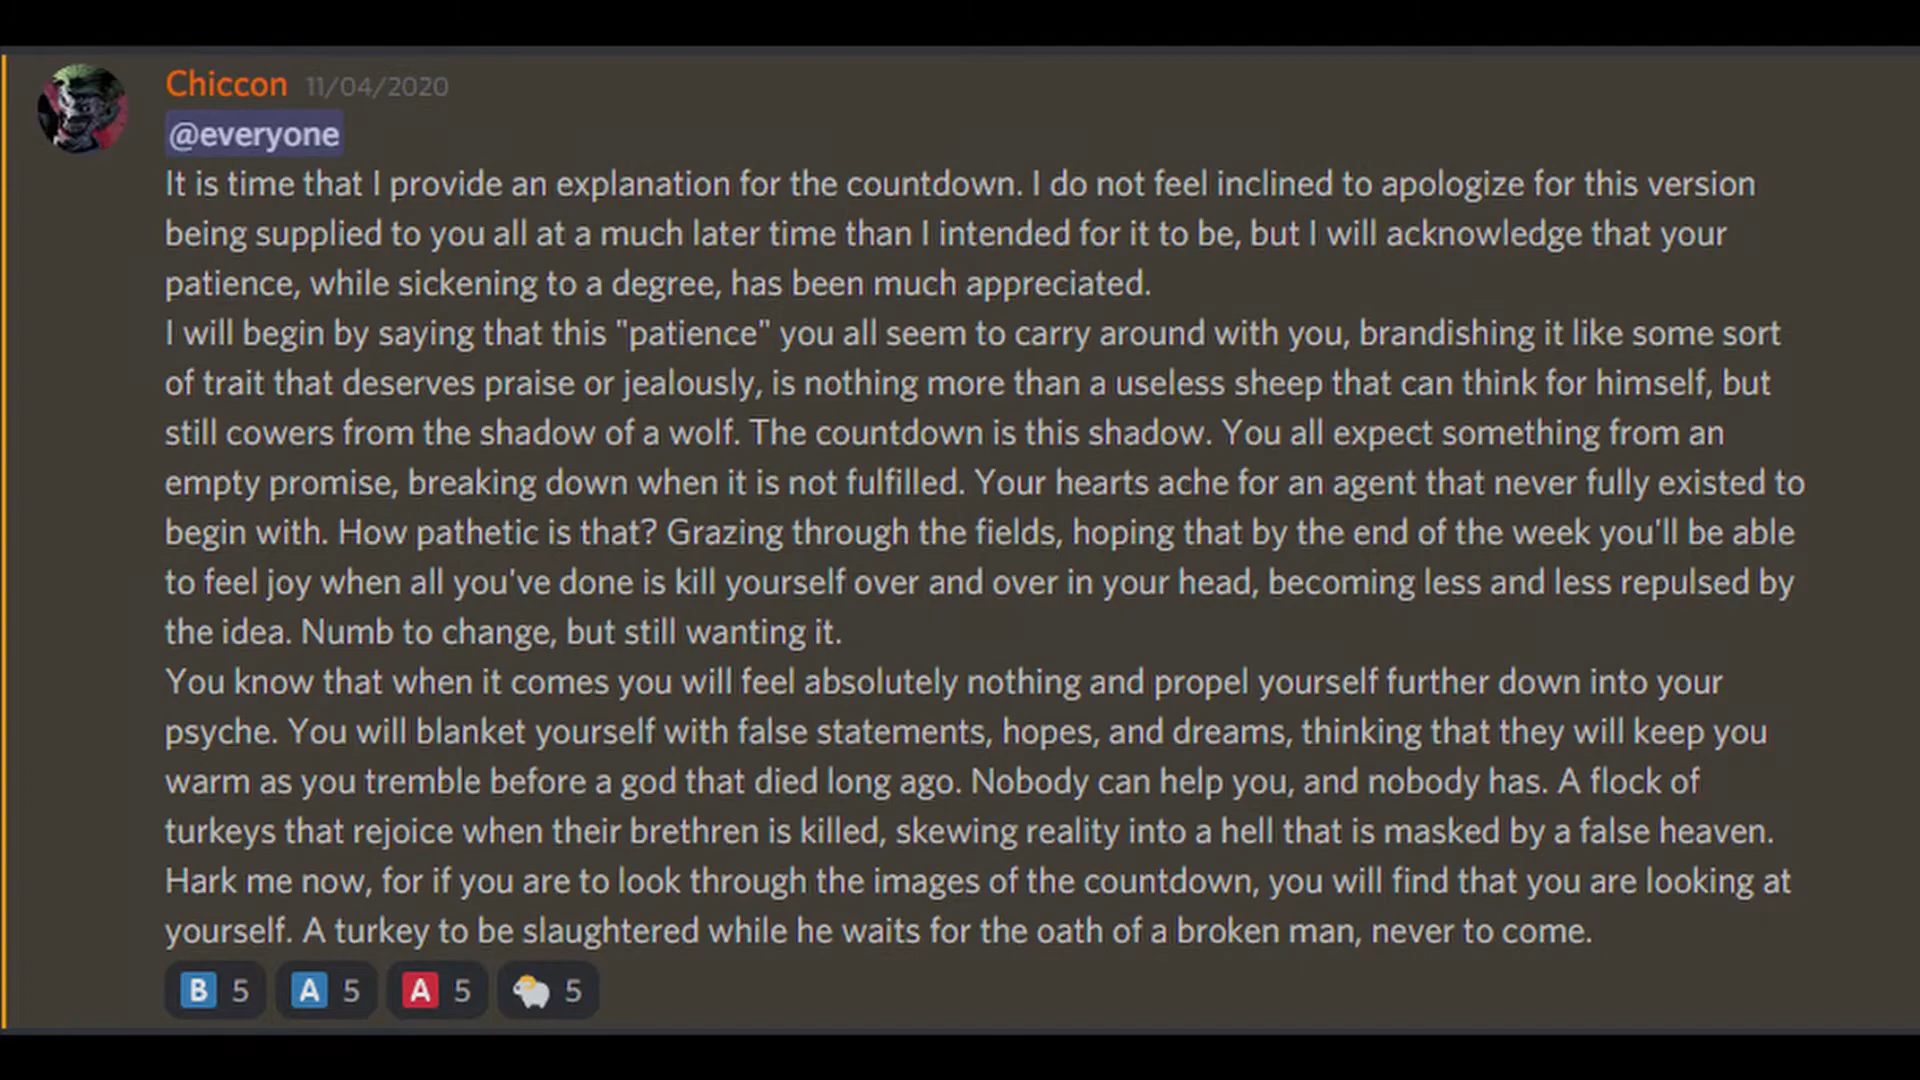 Chiccon 11/04/2020
@everyone
It is time that I provide an explanation for the countdown. I do not feel inclined to apologize for this version
being supplied to you all at a much later time than I intended for it to be, but I will acknowledge that your
patience, while sickening to a degree, has been much appreciated.
I will begin by saying that this "patience" you all seem to carry around with you, brandishing it like some sort
of trait that deserves praise or jealously, is nothing more than a useless sheep that can think for himself, but
still cowers from the shadow of a wolf. The countdown is this shadow. You all expect something from an
empty promise, breaking down when it is not fulfilled. Your hearts ache for an agent that never fully existed to
begin with. How pathetic is that? Grazing through the fields, hoping that by the end of the week you'll be able
to feel joy when all you've done is kill yourself over and over in your head, becoming less and less repulsed by
the idea. Numb to change, but still wanting it.
You know that when it comes you will feel absolutely nothing and propel yourself further down into your
psyche. You will blanket yourself with false statements, hopes, and dreams, thinking that they will keep you
warm as you tremble before a god that died long ago. Nobody can help you, and nobody has. A flock of
turkeys that rejoice when their brethren is killed, skewing reality into a hell that is masked by a false heaven.
Hark me now, for if you are to look through the images of the countdown, you will find that you are looking at
yourself. A turkey to be slaughtered while he waits for the oath of a broken man, never to come.
B 5 A 5 A 5 5